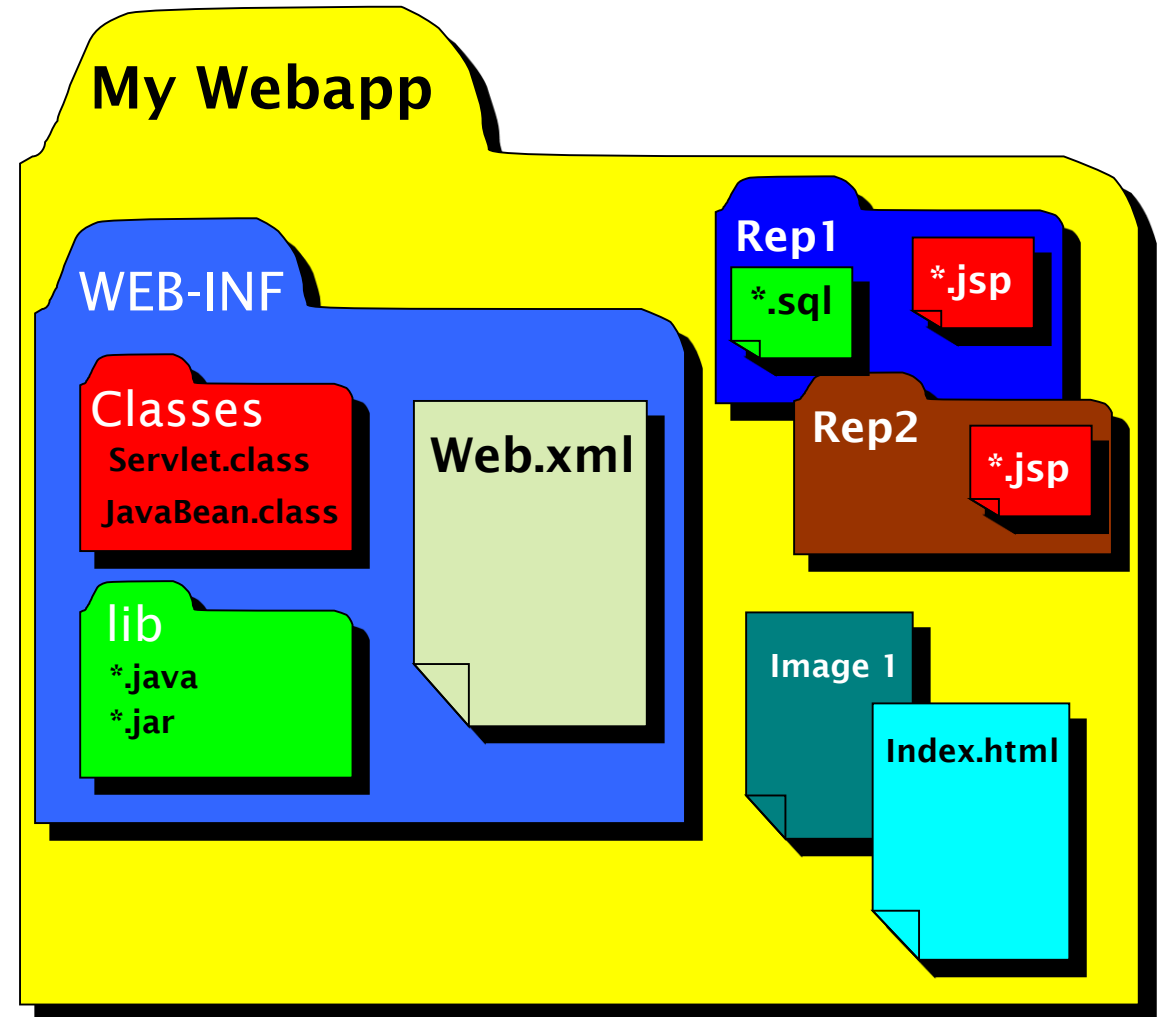 My Webapp
WEB-INF
Classes
Servlet.class
JavaBean.class
lib
*.java
*.jar
Web.xml
Rep1
*.sql
*.jsp
Rep2
*.jsp
Image 1
Index.html